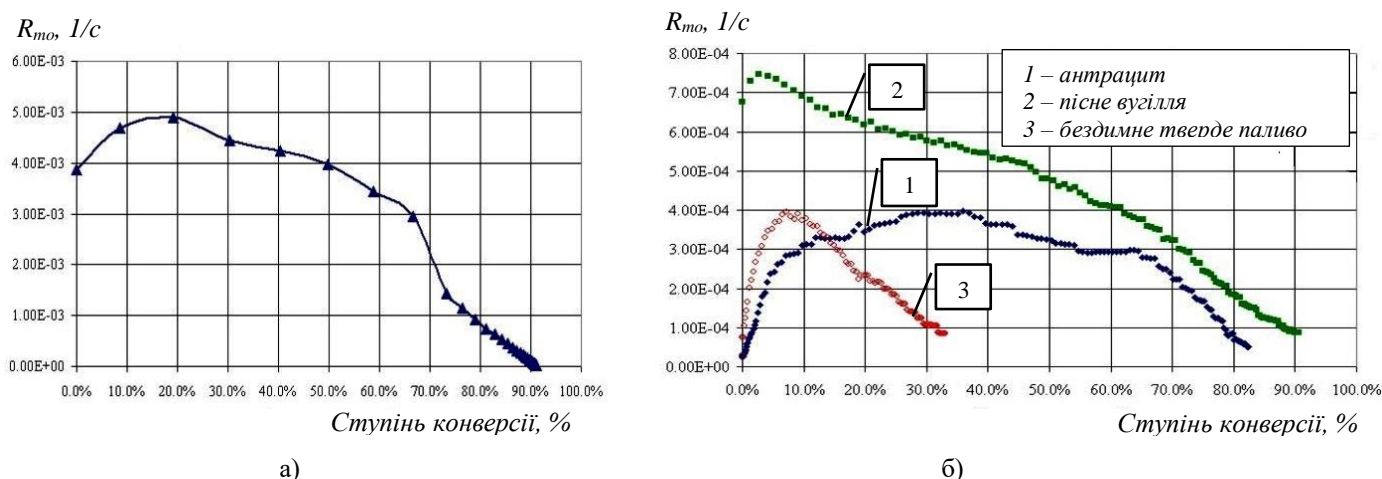 R_mo, 1/c
6.00E-03
5.00E-03
4.00E-03
3.00E-03
2.00E-03
1.00E-03
0.00E+00
0.0% 10.0% 20.0% 30.0% 40.0% 50.0% 60.0% 70.0% 80.0% 90.0% 100.0%
Ступінь конверсії, %
а)
R_mo, 1/c
8.00E-04
7.00E-04
6.00E-04
5.00E-04
4.00E-04
3.00E-04
2.00E-04
1.00E-04
0.00E+00
1 – антрацит
2 – пісне вугілля
3 – бездимне тверде паливо
2
1
3
0.0% 10.0% 20.0% 30.0% 40.0% 50.0% 60.0% 70.0% 80.0% 90.0% 100.0%
Ступінь конверсії, %
б)